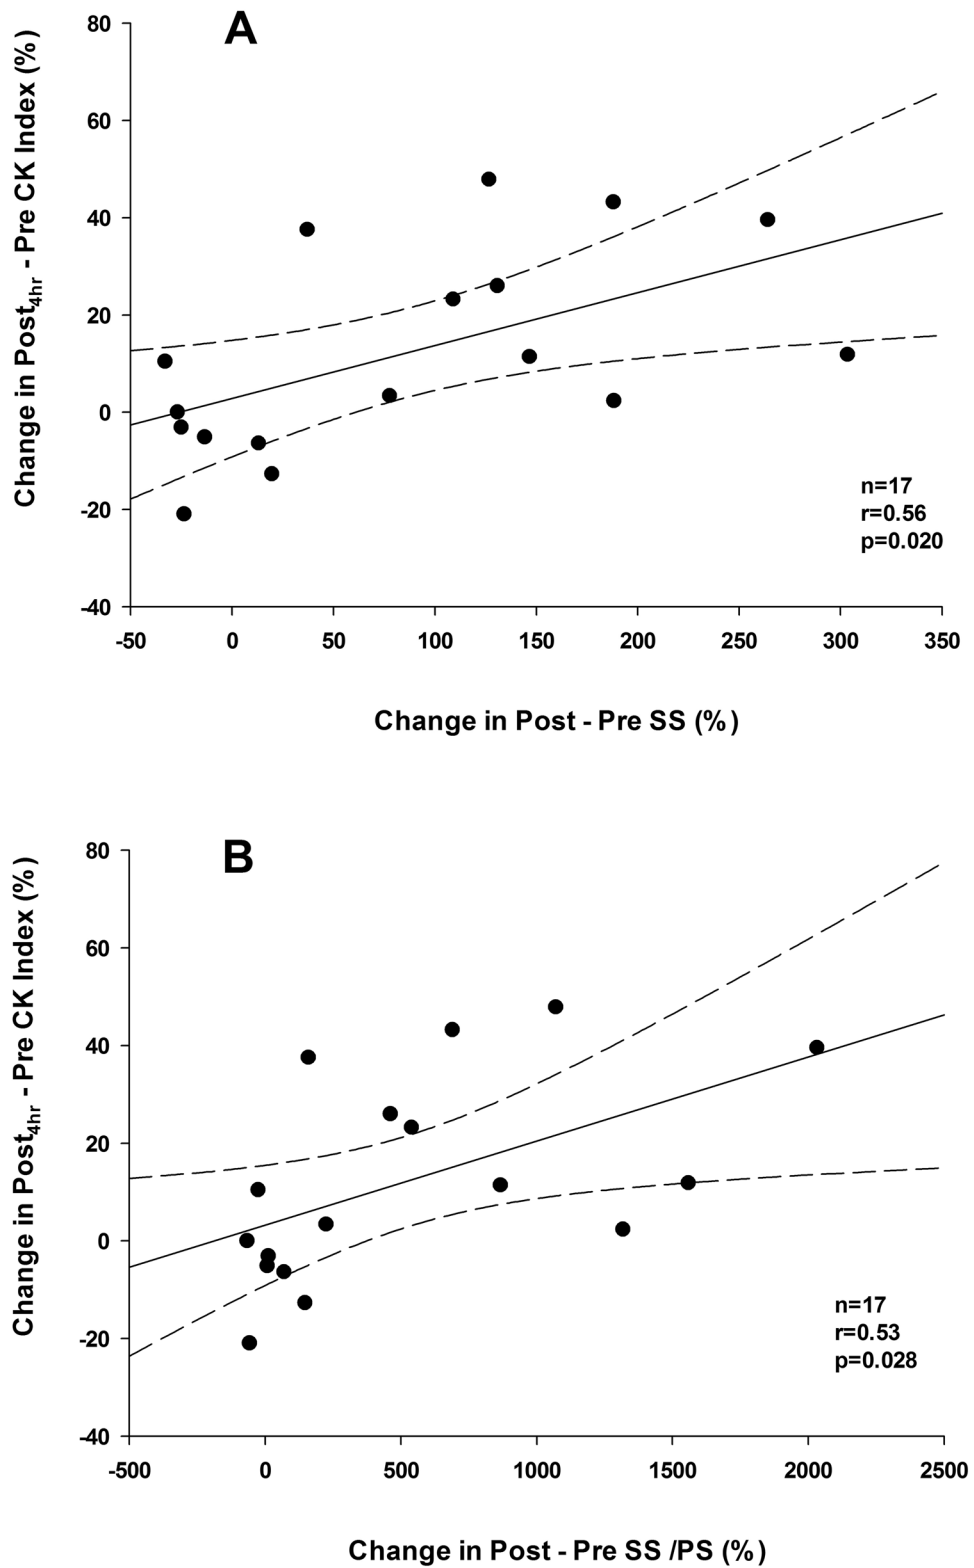 A
Change in Post4hr - Pre CK Index (%)
80
60
40
20
0
-20
-40
n=17
r=0.56
p=0.020
-50 0 50 100 150 200 250 300 350
Change in Post - Pre SS (%)
B
Change in Post4hr - Pre CK Index (%)
80
60
40
20
0
-20
-40
n=17
r=0.53
p=0.028
-500 0 500 1000 1500 2000 2500
Change in Post - Pre SS /PS (%)